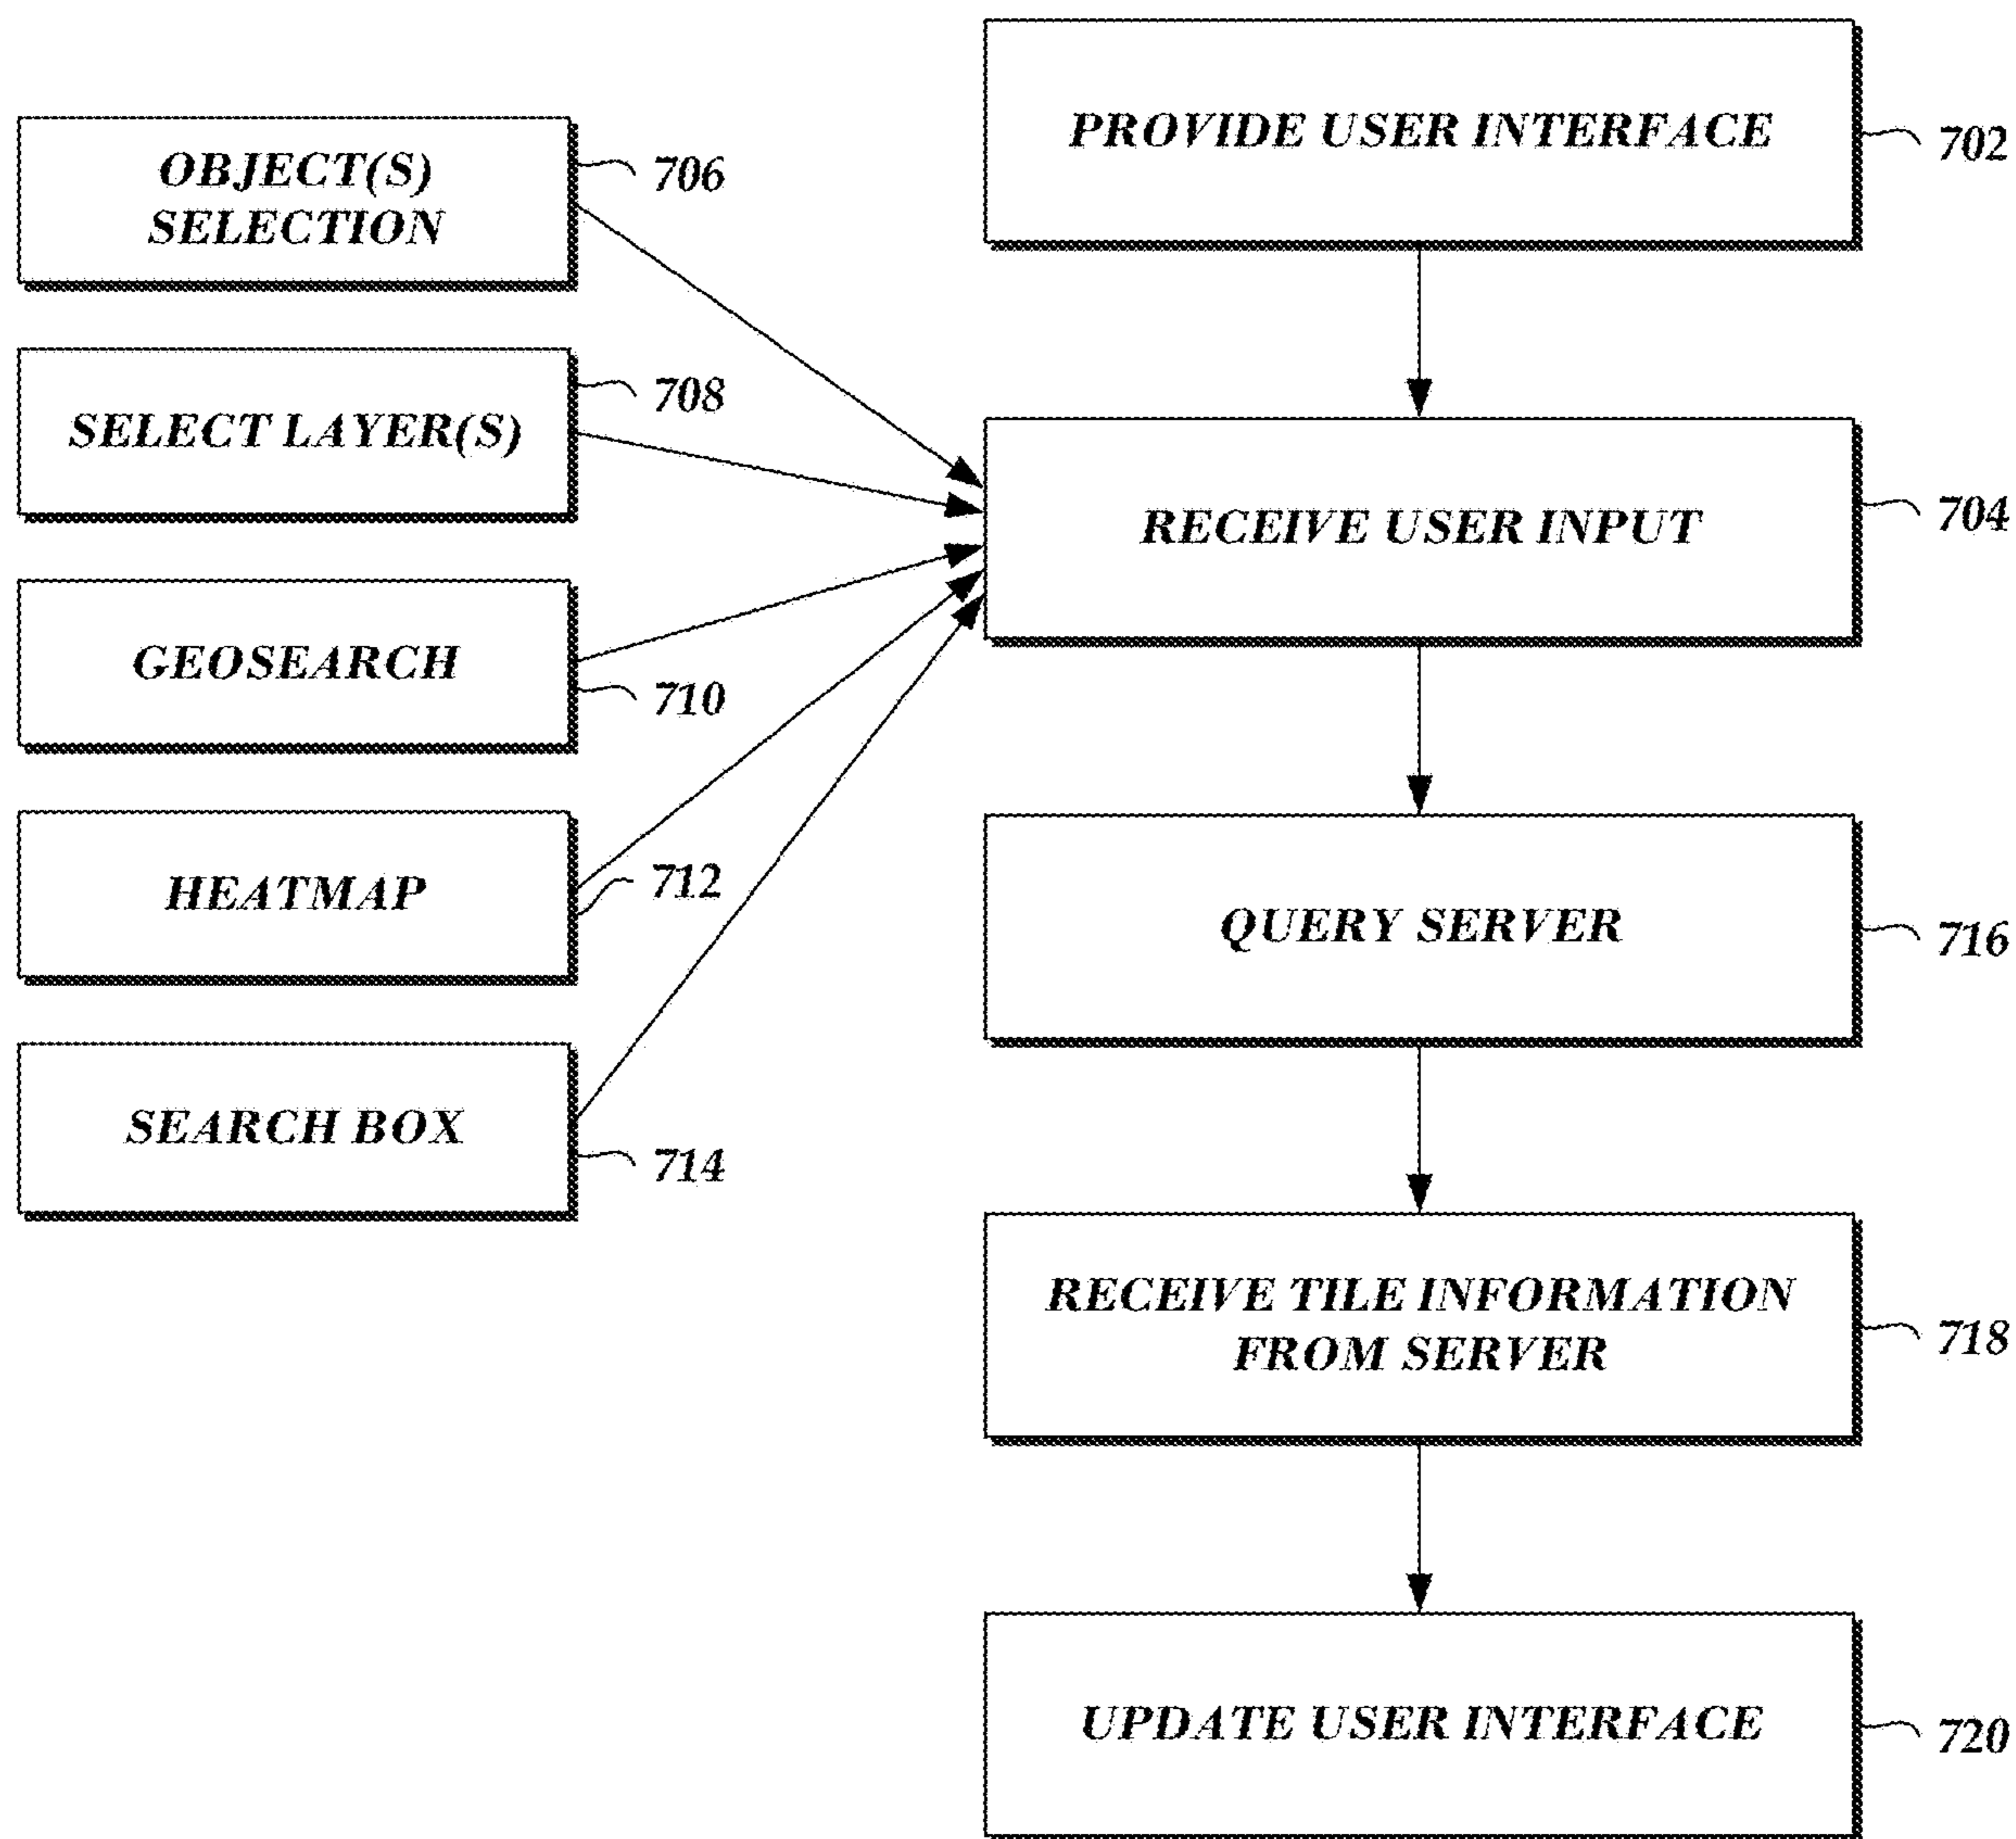 PROVIDE USER INTERFACE
702
OBJECT(S)
SELECTION
706
SELECT LAYER(S)
708
RECEIVE USER INPUT
704
GEOSEARCH
710
HEATMAP
712
QUERY SERVER
716
SEARCH BOX
714
RECEIVE TILE INFORMATION
FROM SERVER
718
UPDATE USER INTERFACE
720